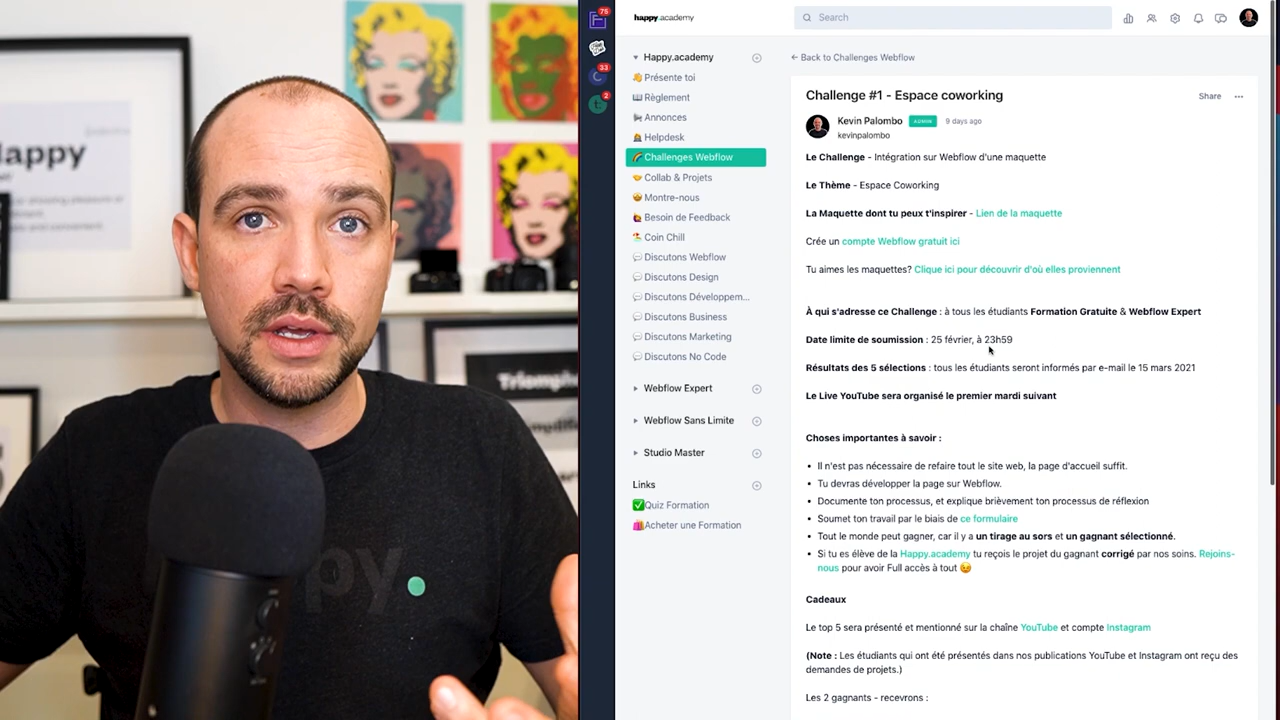 appy
Triomphe
75
33
2
happy.academy
Search
Happy.academy
Présente toi
Règlement
Annonces
Helpdesk
Challenges Webflow
Collab & Projets
Montre-nous
Besoin de Feedback
Coin Chill
Discutons Webflow
Discutons Design
Discutons Développem...
Discutons Business
Discutons Marketing
Discutons No Code
Webflow Expert
Webflow Sans Limite
Studio Master
Links
Quiz Formation
Acheter une Formation
← Back to Challenges Webflow
Challenge #1 - Espace coworking
Share
Kevin Palombo ADMIN 9 days ago
kevinpalombo
Le Challenge - Intégration sur Webflow d'une maquette
Le Thème - Espace Coworking
La Maquette dont tu peux t'inspirer - Lien de la maquette
Crée un compte Webflow gratuit ici
Tu aimes les maquettes? Clique ici pour découvrir d'où elles proviennent
À qui s'adresse ce Challenge : à tous les étudiants Formation Gratuite & Webflow Expert
Date limite de soumission : 25 février, à 23h59
Résultats des 5 sélections : tous les étudiants seront informés par e-mail le 15 mars 2021
Le Live YouTube sera organisé le premier mardi suivant
Choses importantes à savoir :
• Il n'est pas nécessaire de refaire tout le site web, la page d'accueil suffit.
• Tu devras développer la page sur Webflow.
• Documente ton processus, et explique brièvement ton processus de réflexion
• Soumet ton travail par le biais de ce formulaire
• Tout le monde peut gagner, car il y a un tirage au sors et un gagnant sélectionné.
• Si tu es élève de la Happy.academy tu reçois le projet du gagnant corrigé par nos soins. Rejoins-
nous pour avoir Full accès à tout 😉
Cadeaux
Le top 5 sera présenté et mentionné sur la chaîne YouTube et compte Instagram
(Note : Les étudiants qui ont été présentés dans nos publications YouTube et Instagram ont reçu des
demandes de projets.)
Les 2 gagnants - recevrons :